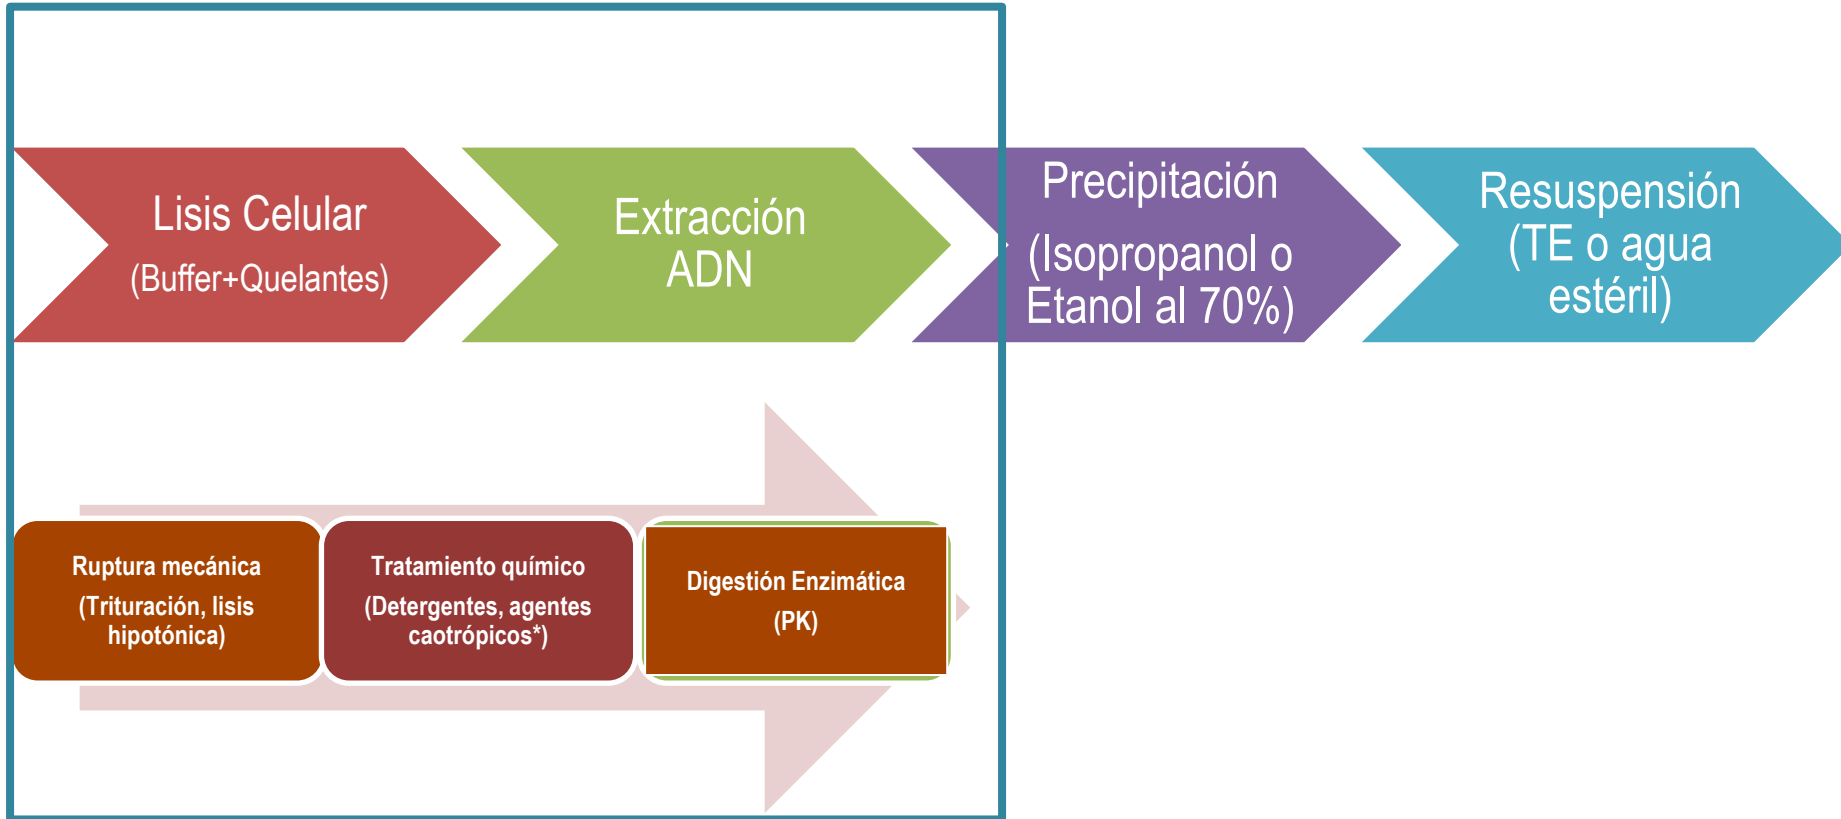 Lisis Celular
(Buffer+Quelantes)
Extracción
ADN
Precipitación
(Isopropanol o
Etanol al 70%)
Resuspensión
(TE o agua
estéril)
Ruptura mecánica
(Trituración, lisis
hipotónica)
Tratamiento químico
(Detergentes, agentes
caotrópicos*)
Digestión Enzimática
(PK)